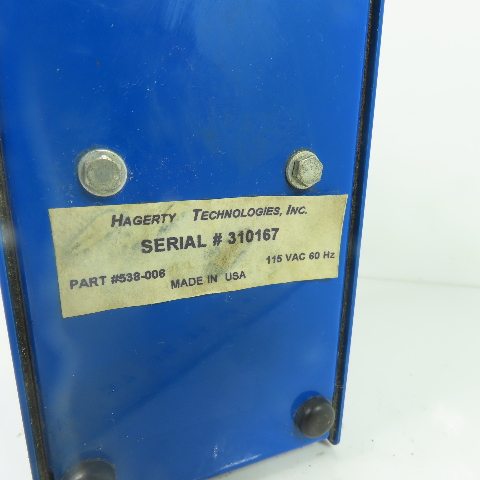 HAGERTY TECHNOLOGIES, INC.
SERIAL # 310167
PART #538-006 MADE IN USA 115 VAC 60 Hz